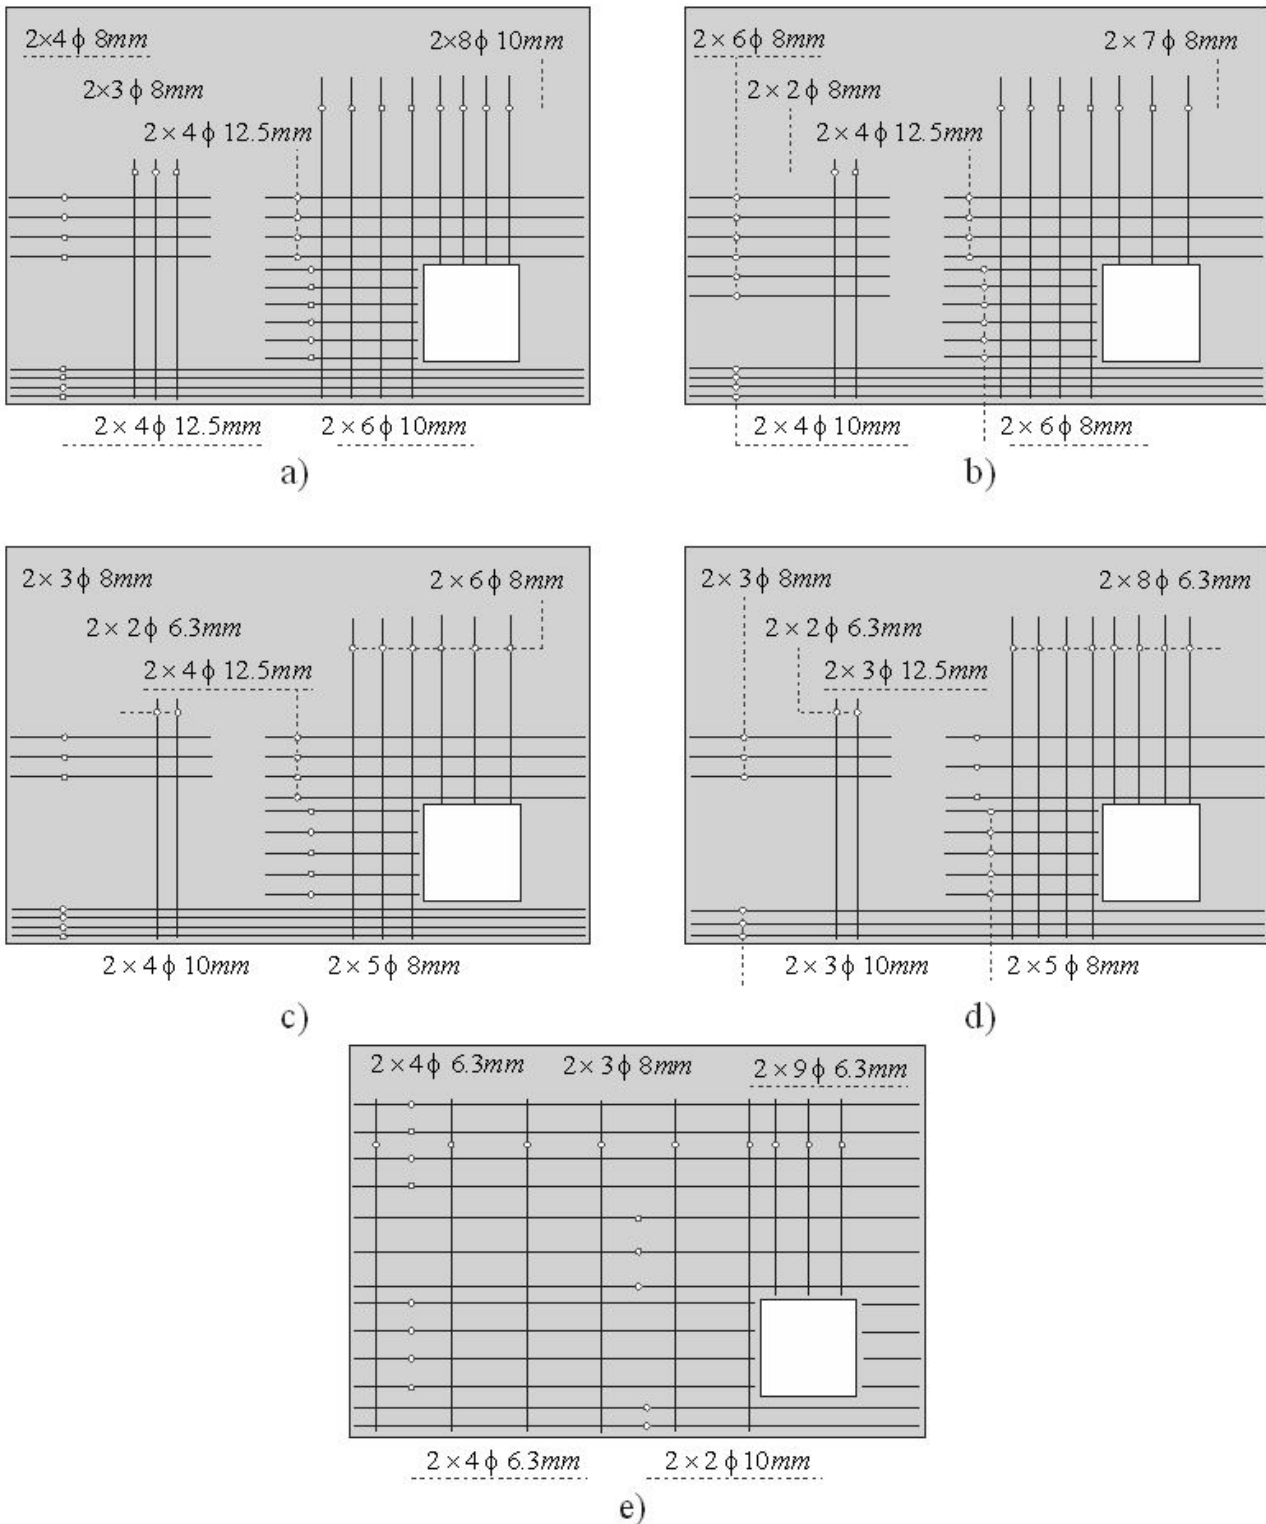 2×4 ϕ 8mm 2×8 ϕ 10mm
2×3 ϕ 8mm
2 × 4 ϕ 12.5mm
2 × 4 ϕ 12.5mm 2 × 6 ϕ 10mm
a)
2 × 6 ϕ 8mm 2 × 7 ϕ 8mm
2 × 2 ϕ 8mm
2 × 4 ϕ 12.5mm
2 × 4 ϕ 10mm 2 × 6 ϕ 8mm
b)
2 × 3 ϕ 8mm 2 × 6 ϕ 8mm
2 × 2 ϕ 6.3mm
2 × 4 ϕ 12.5mm
2 × 4 ϕ 10mm 2 × 5 ϕ 8mm
c)
2 × 3 ϕ 8mm 2 × 8 ϕ 6.3mm
2 × 2 ϕ 6.3mm
2 × 3 ϕ 12.5mm
2 × 3 ϕ 10mm 2 × 5 ϕ 8mm
d)
2 × 4 ϕ 6.3mm 2 × 3 ϕ 8mm 2 × 9 ϕ 6.3mm
2 × 4 ϕ 6.3mm 2 × 2 ϕ 10mm
e)